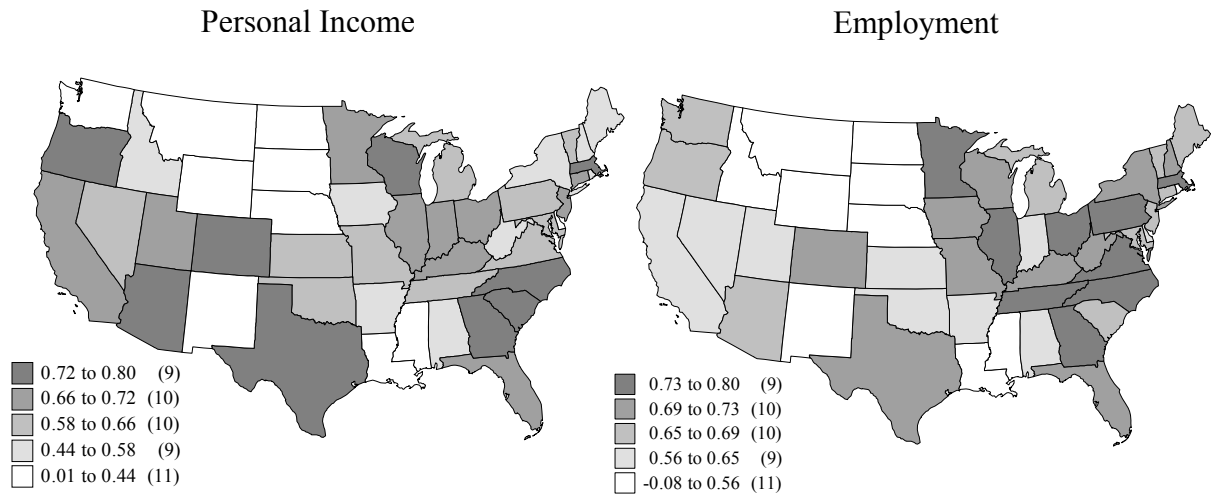 Personal Income
Employment
0.72 to 0.80 (9)
0.66 to 0.72 (10)
0.58 to 0.66 (10)
0.44 to 0.58 (9)
0.01 to 0.44 (11)
0.73 to 0.80 (9)
0.69 to 0.73 (10)
0.65 to 0.69 (10)
0.56 to 0.65 (9)
-0.08 to 0.56 (11)